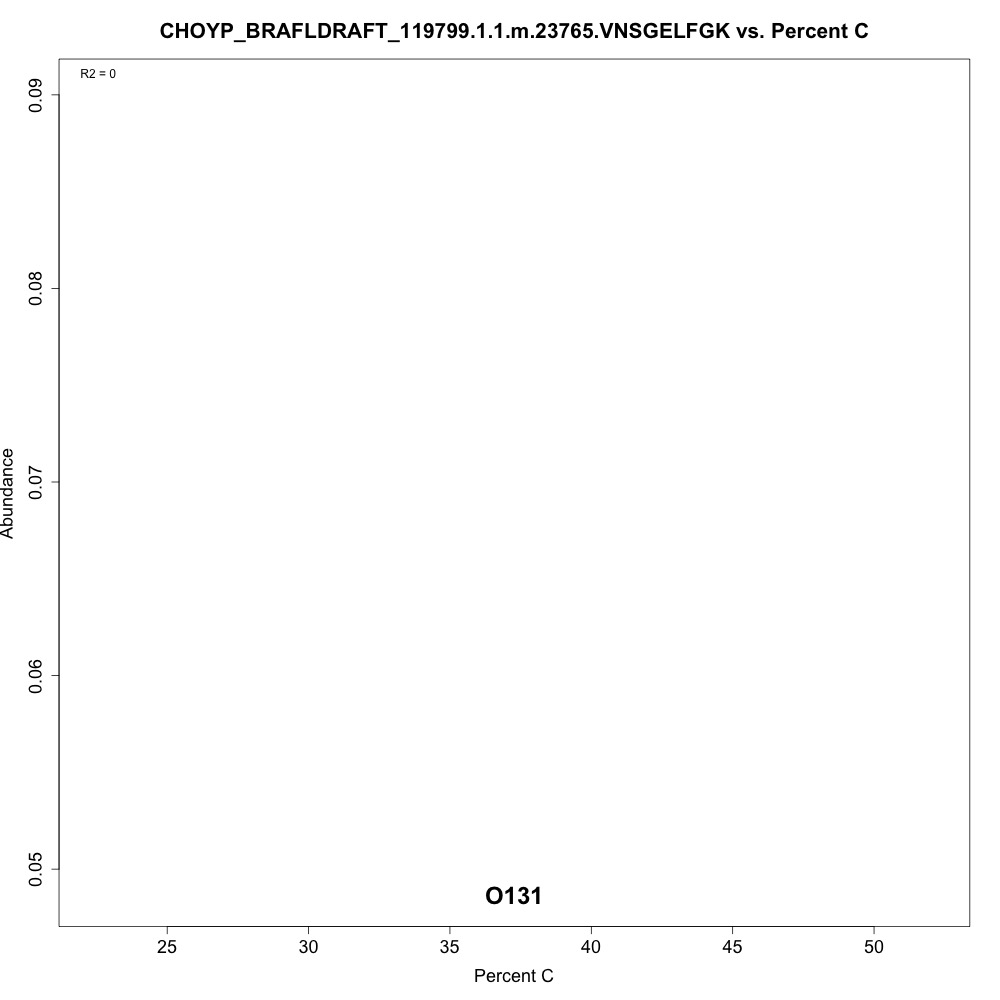 CHOYP_BRAFLDRAFT_119799.1.1.m.23765.VNSGELFGK vs. Percent C
R2 = 0
0.09
0.08
0.07
0.06
0.05
Abundance
O131
25 30 35 40 45 50
Percent C